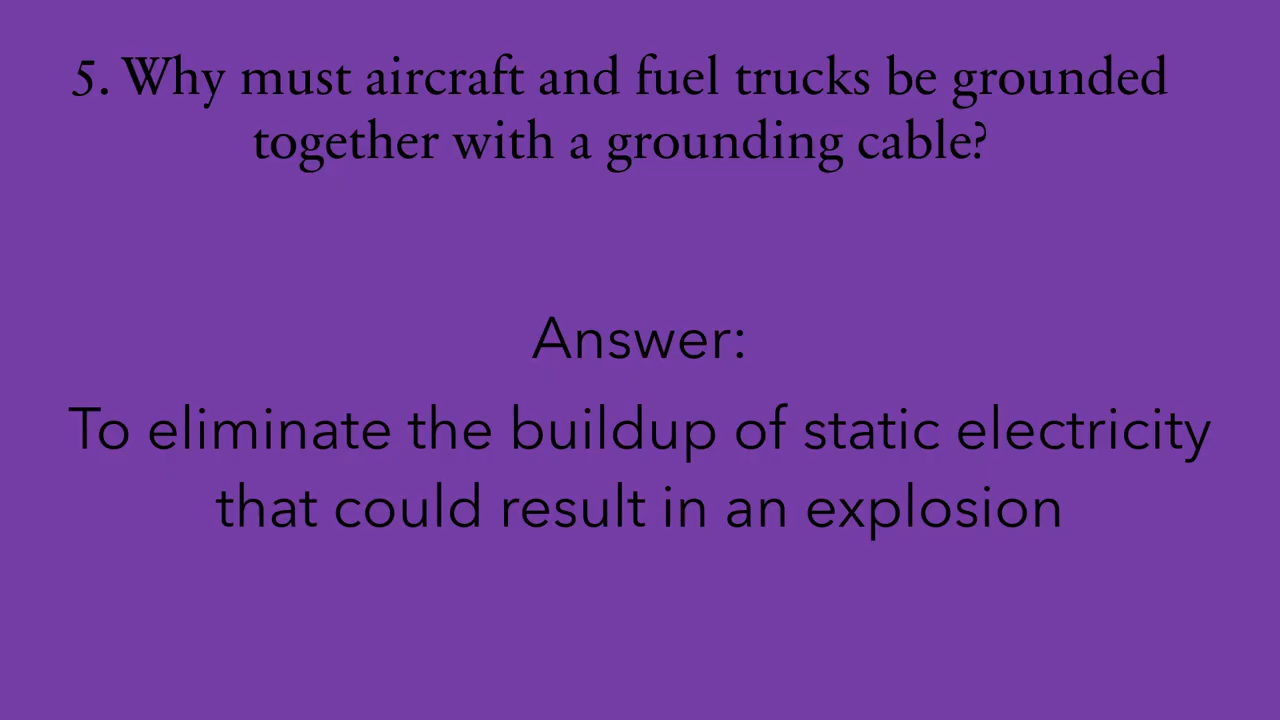 5. Why must aircraft and fuel trucks be grounded
together with a grounding cable?
Answer:
To eliminate the buildup of static electricity
that could result in an explosion